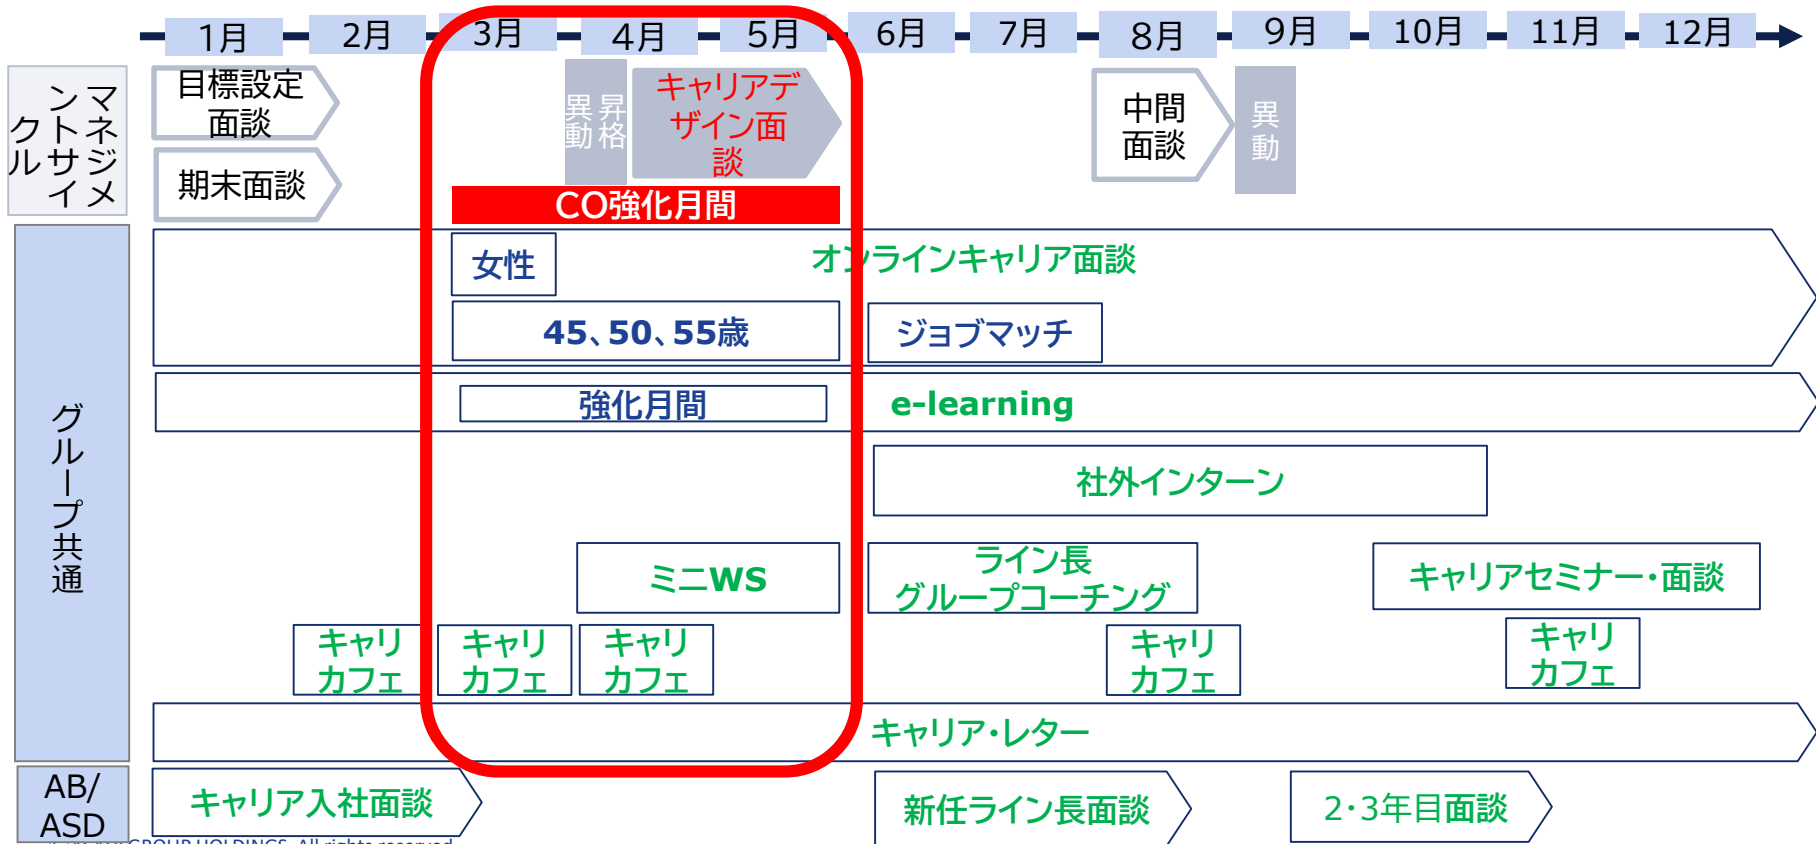 1月
2月
3月
4月
5月
6月
7月
8月
9月
10月
11月
12月
マネジメ
ントサイ
クル
目標設定
面談
期末面談
昇格
異動
キャリアデ
ザイン面
談
中間
面談
異動
CO強化月間
グループ共通
オンラインキャリア面談
女性
45、50、55歳
ジョブマッチ
強化月間
e-learning
社外インターン
ミニWS
ライン長
グループコーチング
キャリアセミナー・面談
キャリ
カフェ
キャリ
カフェ
キャリ
カフェ
キャリ
カフェ
キャリ
カフェ
キャリア・レター
AB/
ASD
キャリア入社面談
新任ライン長面談
2・3年目面談
GROUP HOLDINGS. All rights reserved